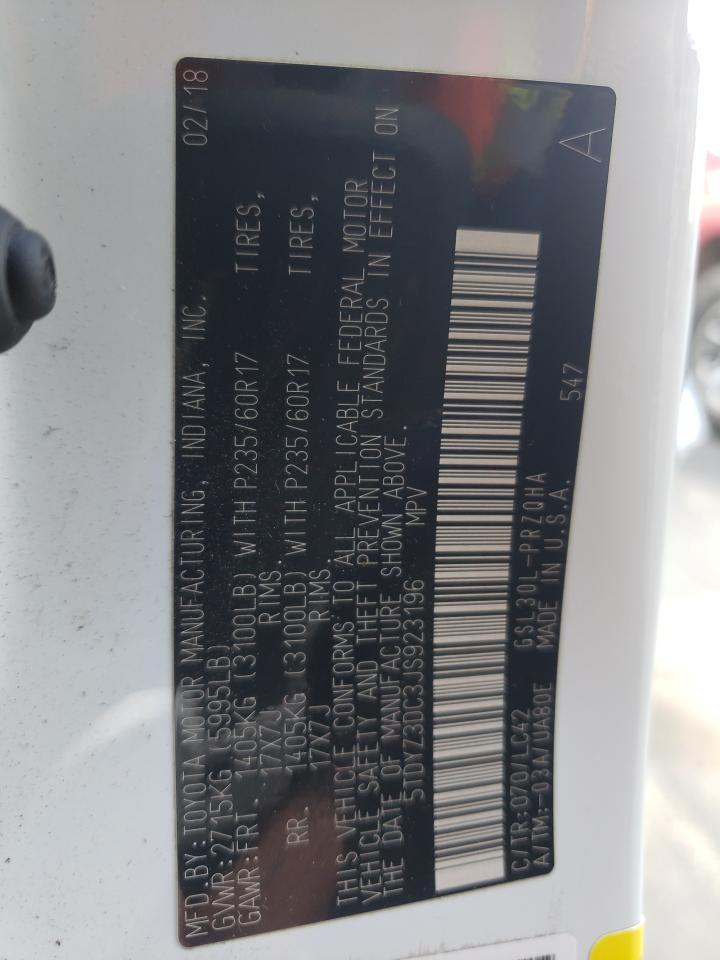 MFD.BY:TOYOTA MOTOR MANUFACTURING, INDIANA, INC. 02/18
GVWR:2715KG (5995LB)
GAWR:FRT. 1405KG (3100LB) WITH P235/60R17 TIRES,
17X7J RIMS.
RR. 1405KG (3100LB) WITH P235/60R17 TIRES,
17X7J RIMS.
THIS VEHICLE CONFORMS TO ALL APPLICABLE FEDERAL MOTOR
VEHICLE SAFETY AND THEFT PREVENTION STANDARDS IN EFFECT ON
THE DATE OF MANUFACTURE SHOWN ABOVE.
5TDYZ3DC3JS923196 MPV
C/TR:070/LC42 GSL30L-PRZQHA 547 A
A/TM:-03A/UA80E MADE IN U.S.A.